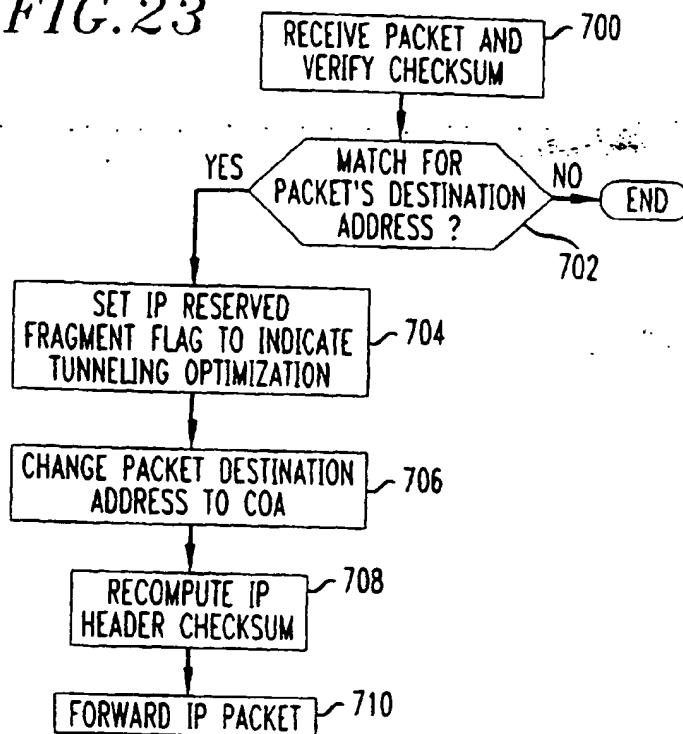 FIG. 23
RECEIVE PACKET AND
VERIFY CHECKSUM
700
MATCH FOR
PACKET'S DESTINATION
ADDRESS ?
702
YES
NO
END
SET IP RESERVED
FRAGMENT FLAG TO INDICATE
TUNNELING OPTIMIZATION
704
CHANGE PACKET DESTINATION
ADDRESS TO COA
706
RECOMPUTE IP
HEADER CHECKSUM
708
FORWARD IP PACKET
710